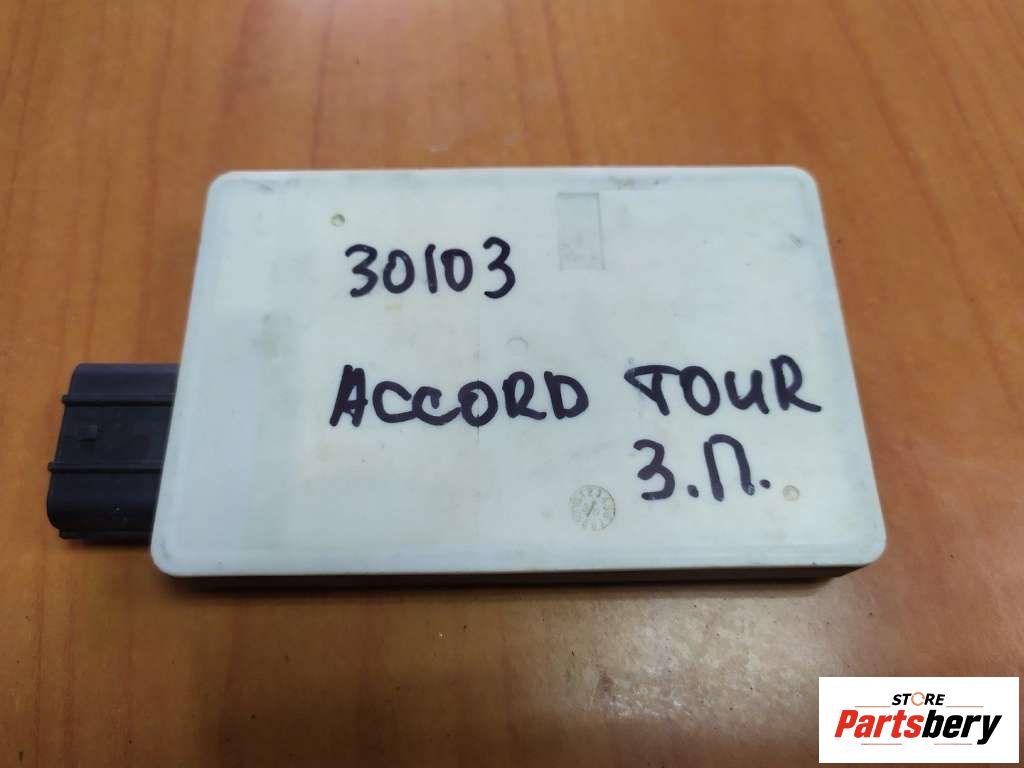 30103
ACCORD TOUR
З.П.
STORE
Partsbery